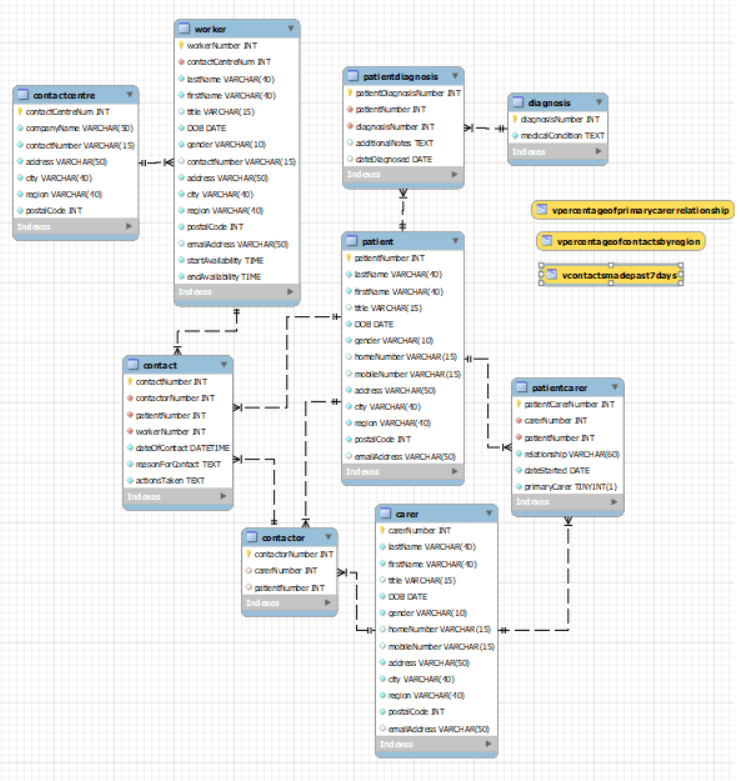 worker
workerNumber INT
contactCentreNum INT
lastName VARCHAR(40)
firstName VARCHAR(40)
title VARCHAR(15)
DOB DATE
gender VARCHAR(10)
contactNumber VARCHAR(15)
address VARCHAR(50)
city VARCHAR(40)
region VARCHAR(40)
postalCode INT
emailAddress VARCHAR(50)
startAvailability TIME
endAvailability TIME
Indexes
contactcentre
contactCentreNum INT
companyName VARCHAR(50)
contactNumber VARCHAR(15)
address VARCHAR(50)
city VARCHAR(40)
region VARCHAR(40)
postalCode INT
Indexes
patientdiagnosis
patientDiagnosisNumber INT
patientNumber INT
diagnosisNumber INT
additionalNotes TEXT
dateDiagnosed DATE
Indexes
diagnosis
diagnosisNumber INT
medicalCondition TEXT
Indexes
vpercentageofprimarycarerrelationship
vpercentageofcontactsbyregion
vcontactsmadepast7days
patient
patientNumber INT
lastName VARCHAR(40)
firstName VARCHAR(40)
title VARCHAR(15)
DOB DATE
gender VARCHAR(10)
homeNumber VARCHAR(15)
mobileNumber VARCHAR(15)
address VARCHAR(50)
city VARCHAR(40)
region VARCHAR(40)
postalCode INT
emailAddress VARCHAR(50)
Indexes
contact
contactNumber INT
contactorNumber INT
patientNumber INT
workerNumber INT
dateOfContact DATETIME
reasonForContact TEXT
actionsTaken TEXT
Indexes
patientcarer
patientCarerNumber INT
carerNumber INT
patientNumber INT
relationship VARCHAR(60)
dateStarted DATE
primaryCarer TINYINT(1)
Indexes
contactor
contactorNumber INT
carerNumber INT
patientNumber INT
Indexes
carer
carerNumber INT
lastName VARCHAR(40)
firstName VARCHAR(40)
title VARCHAR(15)
DOB DATE
gender VARCHAR(10)
homeNumber VARCHAR(15)
mobileNumber VARCHAR(15)
address VARCHAR(50)
city VARCHAR(40)
region VARCHAR(40)
postalCode INT
emailAddress VARCHAR(50)
Indexes